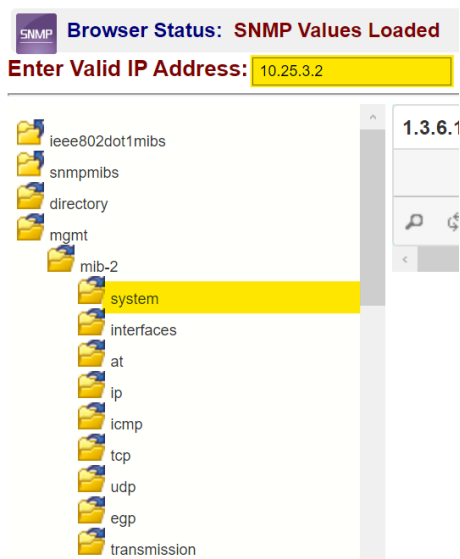 SNMP
Browser Status: SNMP Values Loaded
Enter Valid IP Address: 10.25.3.2
ieee802dot1mibs
snmpmibs
directory
mgmt
mib-2
system
interfaces
at
ip
icmp
tcp
udp
egp
transmission
1.3.6.1